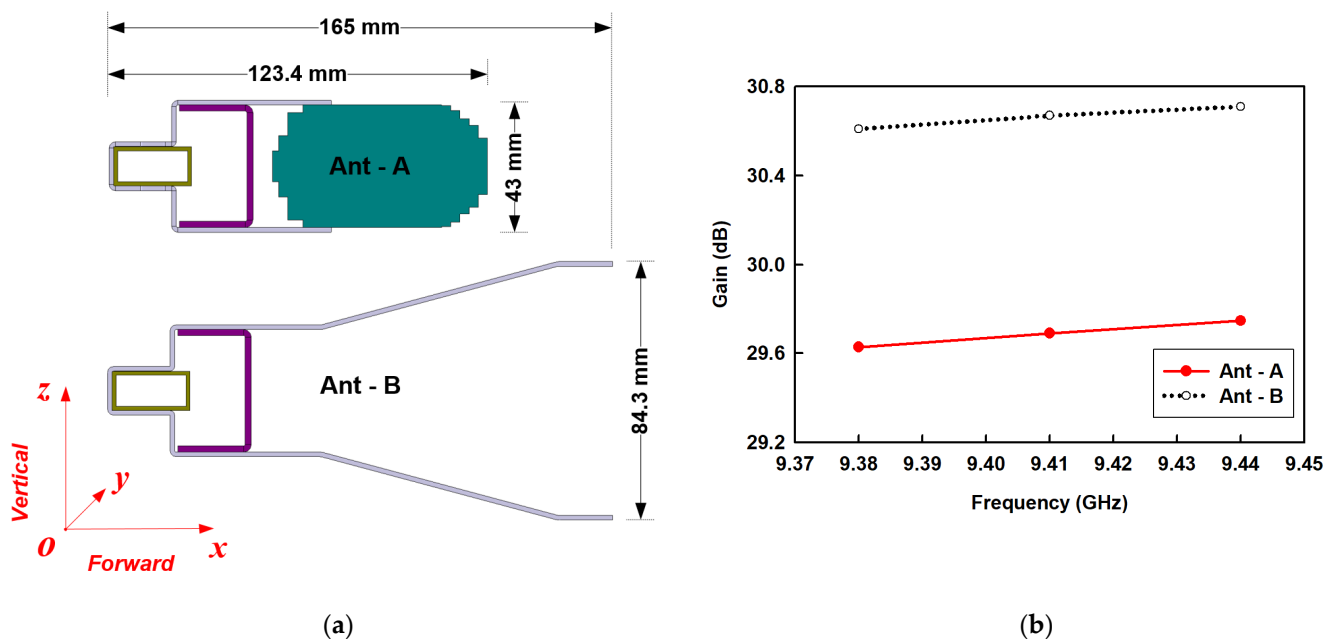 165 mm
123.4 mm
Ant - A
43 mm
Ant - B
84.3 mm
z
Vertical
y
o
x
Forward
(a)
30.8
30.4
30.0
29.6
29.2
Gain (dB)
9.37 9.38 9.39 9.40 9.41 9.42 9.43 9.44 9.45
Frequency (GHz)
Ant - A
Ant - B
(b)